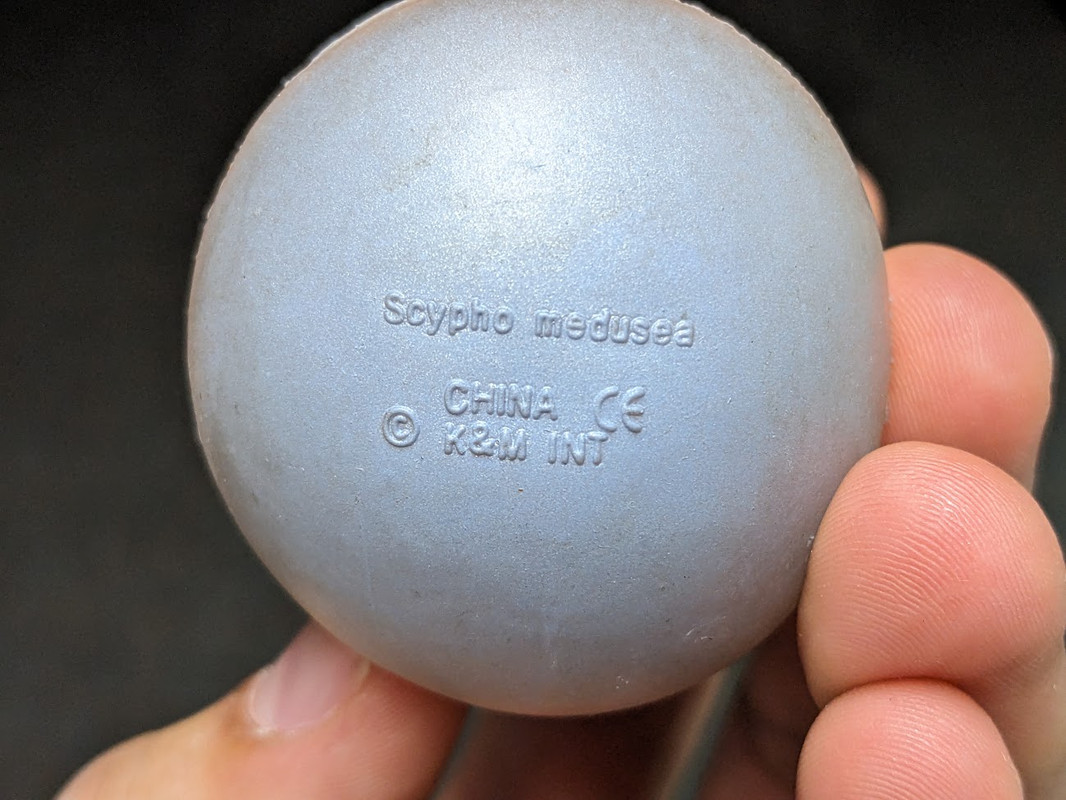 Scypho medusea
CHINA CE
© K&M INT